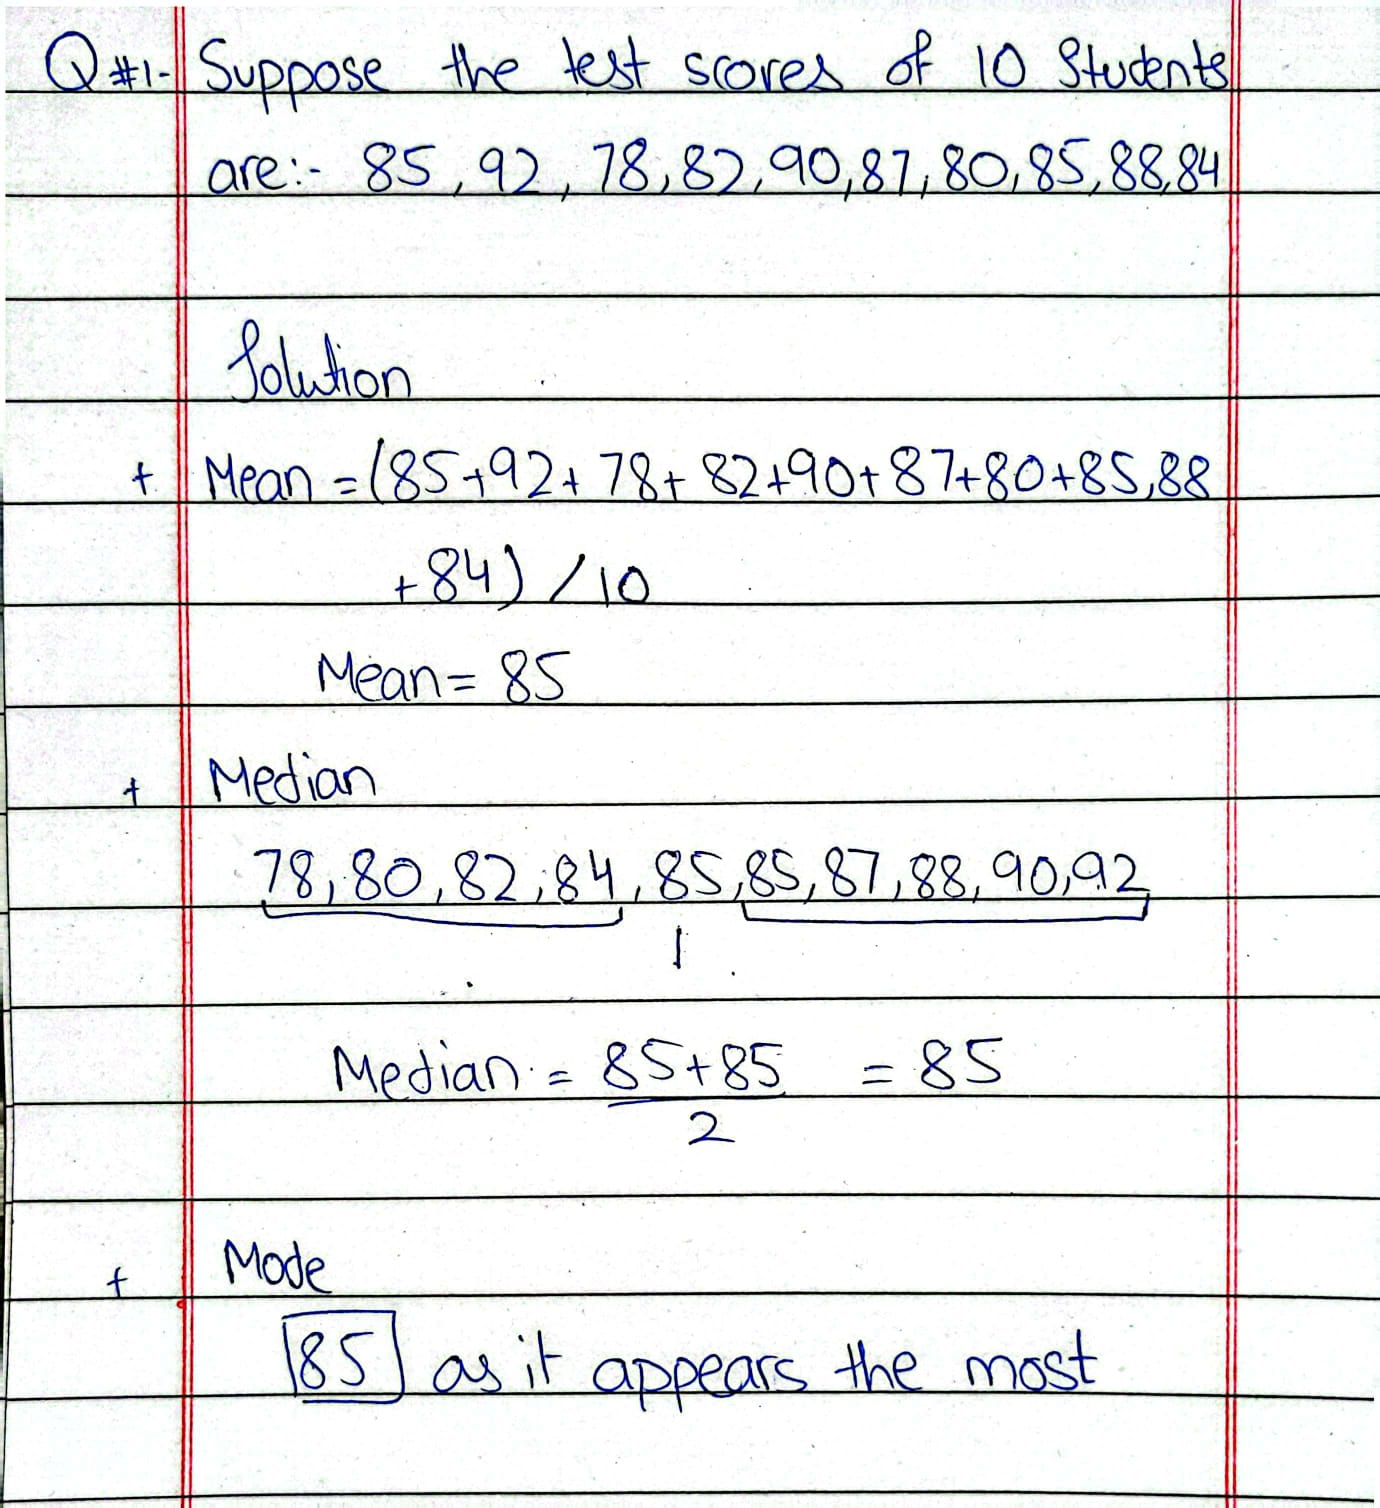 Q#1- Suppose the test scores of 10 Students
are:- 85, 92, 78, 82, 90, 87, 80, 85, 88, 84
Solution
+ Mean = (85+92+78+82+90+87+80+85,88
+84) / 10
Mean = 85
+ Median
78, 80, 82, 84, 85, 85, 87, 88, 90, 92
1
Median = 85+85 = 85
2
+ Mode
85 as it appears the most